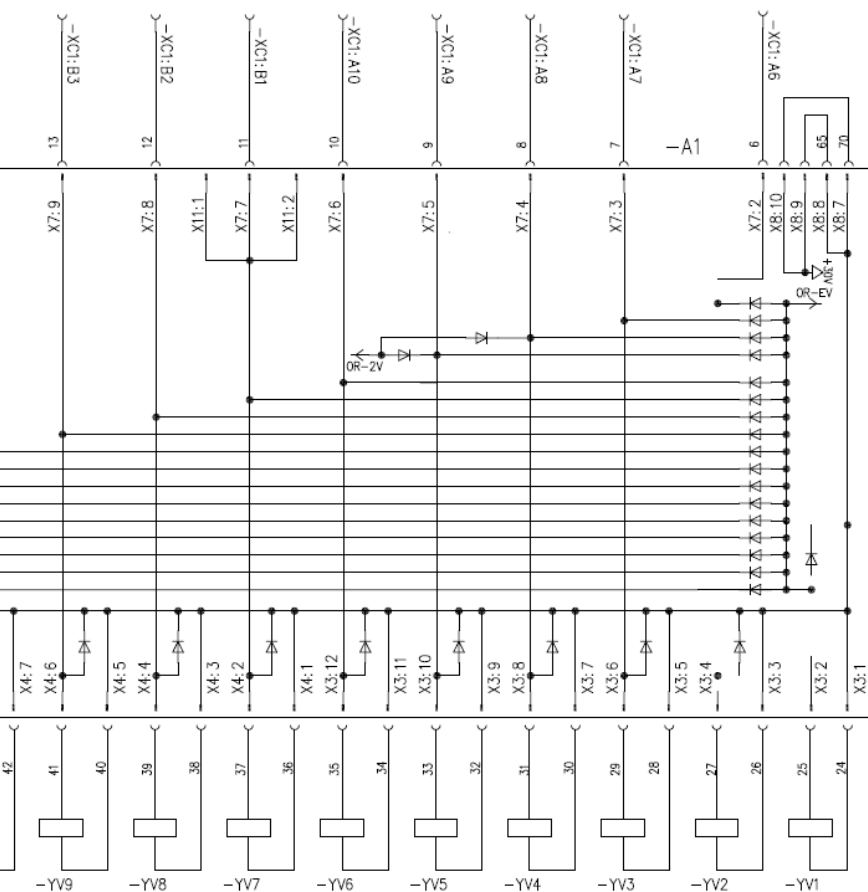 -XC1:B3
-XC1:B2
-XC1:B1
-XC1:A10
-XC1:A9
-XC1:A8
-XC1:A7
-XC1:A6
13
12
11
10
9
8
7
-A1
6
65
70
X7:9
X7:8
X11:1
X7:7
X11:2
X7:6
X7:5
X7:4
X7:3
X7:2
X8:10
X8:9
X8:8
X8:7
+30V
OR-EV
OR-2V
X4:7
X4:6
X4:5
X4:4
X4:3
X4:2
X4:1
X3:12
X3:11
X3:10
X3:9
X3:8
X3:7
X3:6
X3:5
X3:4
X3:3
X3:2
X3:1
42
41
40
39
38
37
36
35
34
33
32
31
30
29
28
27
26
25
24
-YV9
-YV8
-YV7
-YV6
-YV5
-YV4
-YV3
-YV2
-YV1